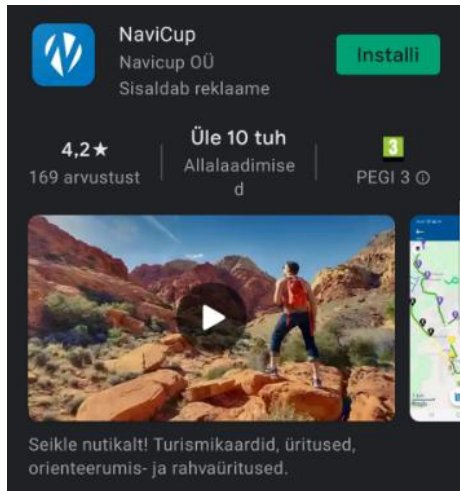 NaviCup
Navicup OÜ
Installi
Sisaldab reklaame
4,2★
169 arvustust
Üle 10 tuh
Allalaadimise
d
3
PEGI 3 ⓘ
Seikle nutikalt! Turismikaardid, üritused,
orienteerumis- ja rahvaüritused.